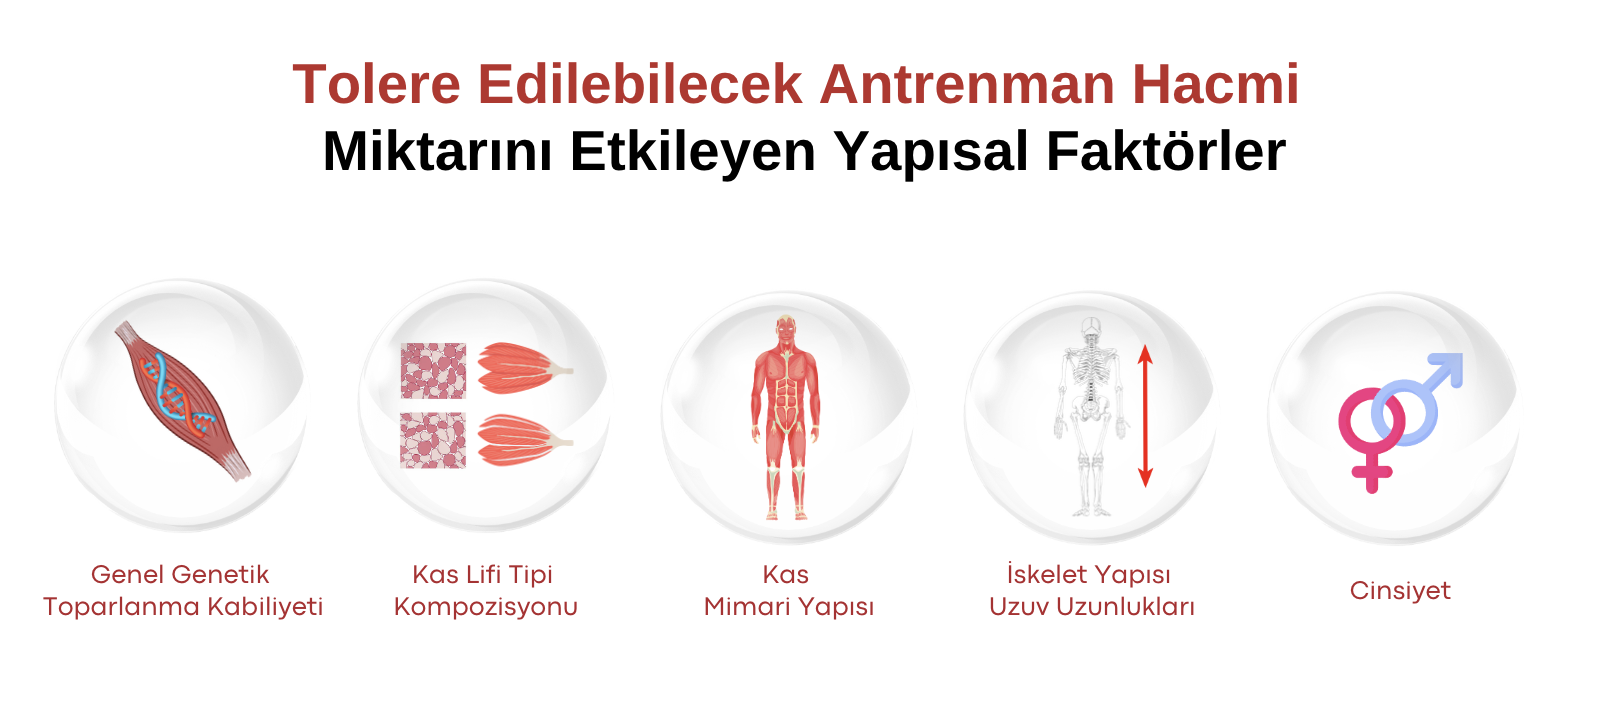 Tolere Edilebilecek Antrenman Hacmi
Miktarını Etkileyen Yapısal Faktörler
Genel Genetik
Toparlanma Kabiliyeti
Kas Lifi Tipi
Kompozisyonu
Kas
Mimari Yapısı
İskelet Yapısı
Uzuv Uzunlukları
Cinsiyet